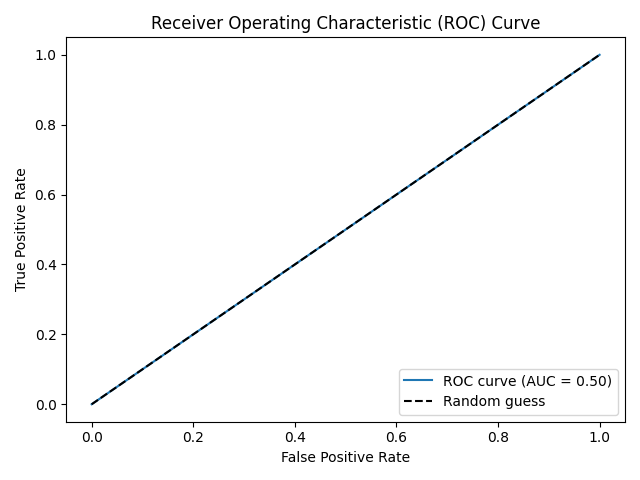 Receiver Operating Characteristic (ROC) Curve
1.0
0.8
0.6
0.4
0.2
0.0
True Positive Rate
0.0 0.2 0.4 0.6 0.8 1.0
False Positive Rate
ROC curve (AUC = 0.50)
Random guess